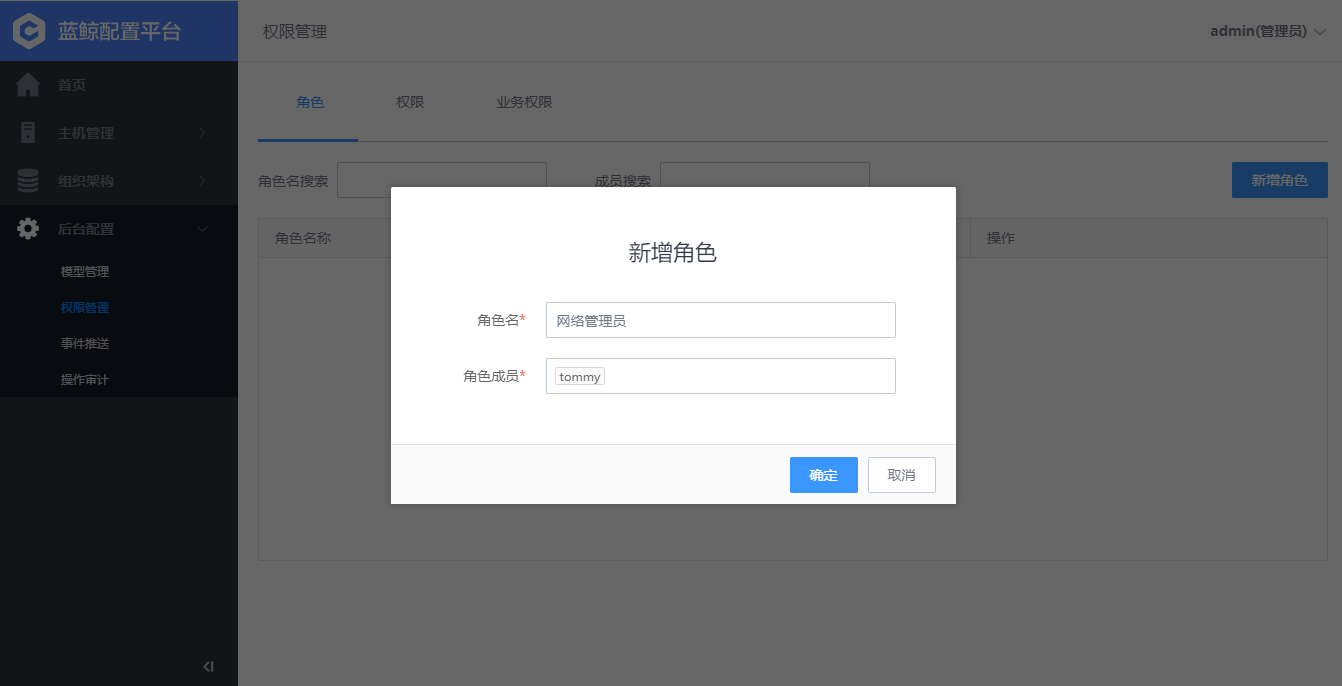 蓝鲸配置平台
权限管理
admin(管理员)
首页
主机管理
组织架构
后台配置
模型管理
权限管理
事件推送
操作审计
角色 权限 业务权限
角色名搜索 成员搜索 新增角色
角色名称 操作
新增角色
角色名* 网络管理员
角色成员* tommy
确定 取消